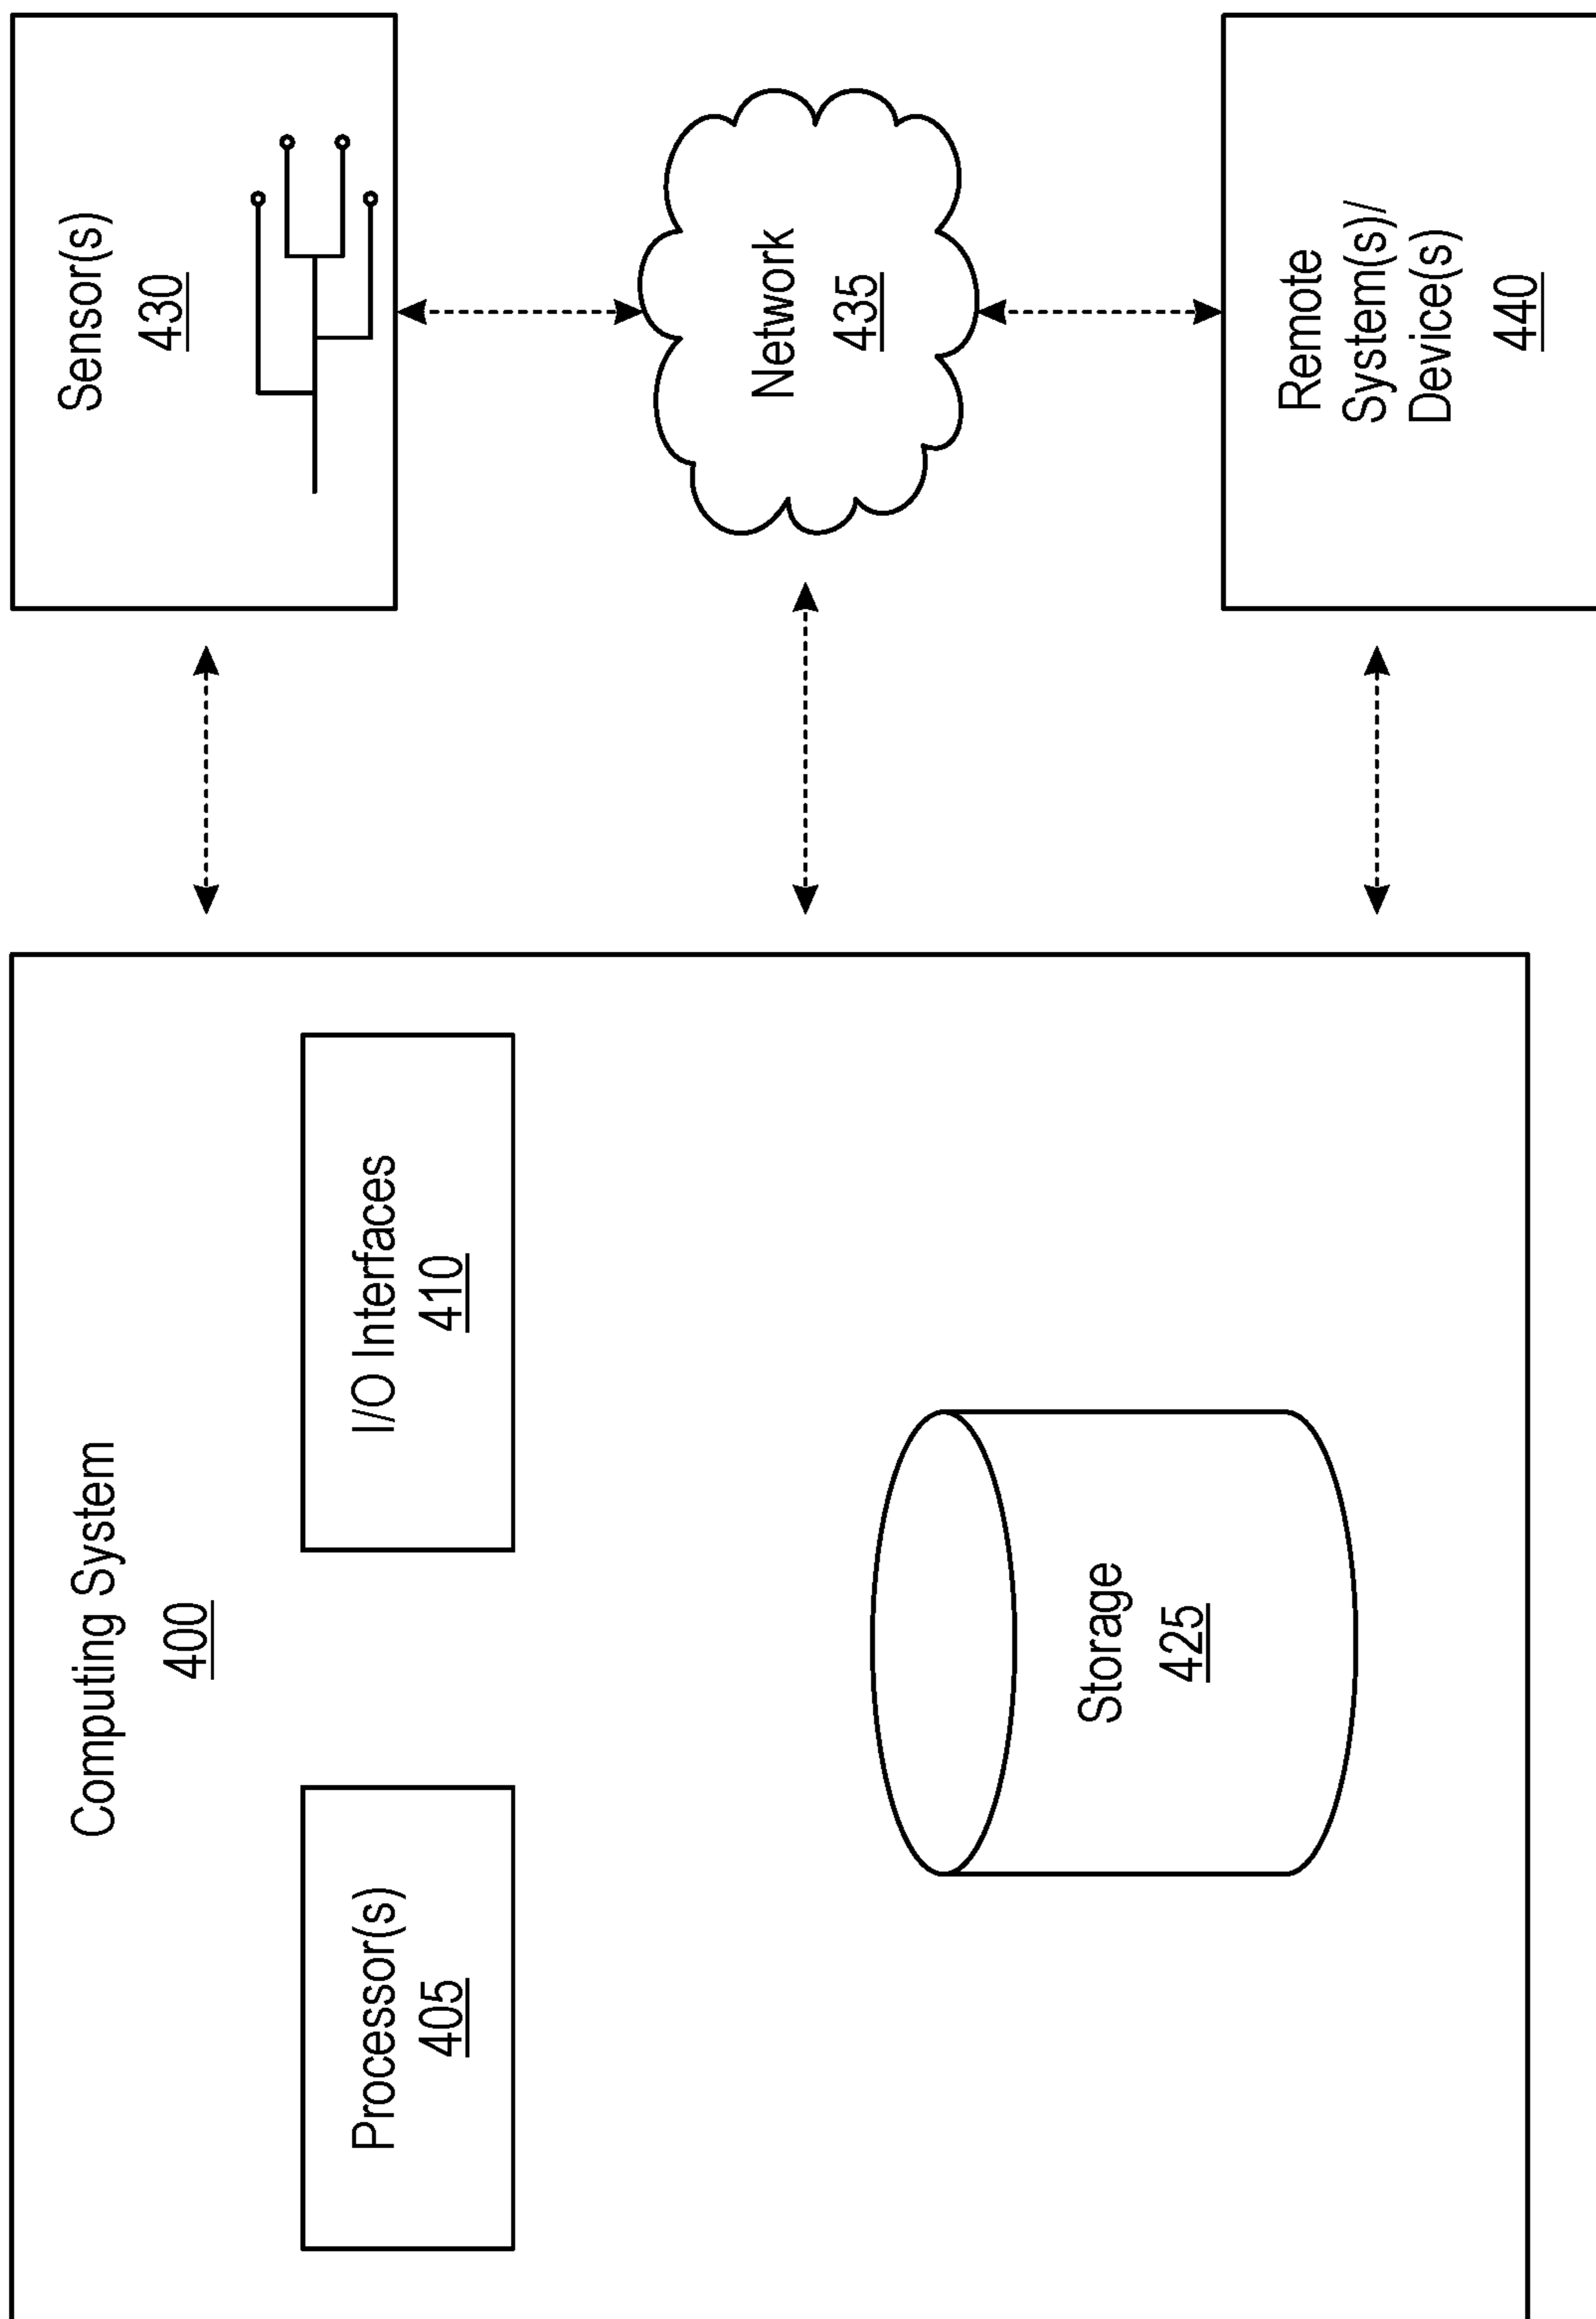 Computing System
400
Processor(s)
405
I/O Interfaces
410
Storage
425
Sensor(s)
430
Network
435
Remote
System(s)/
Device(s)
440